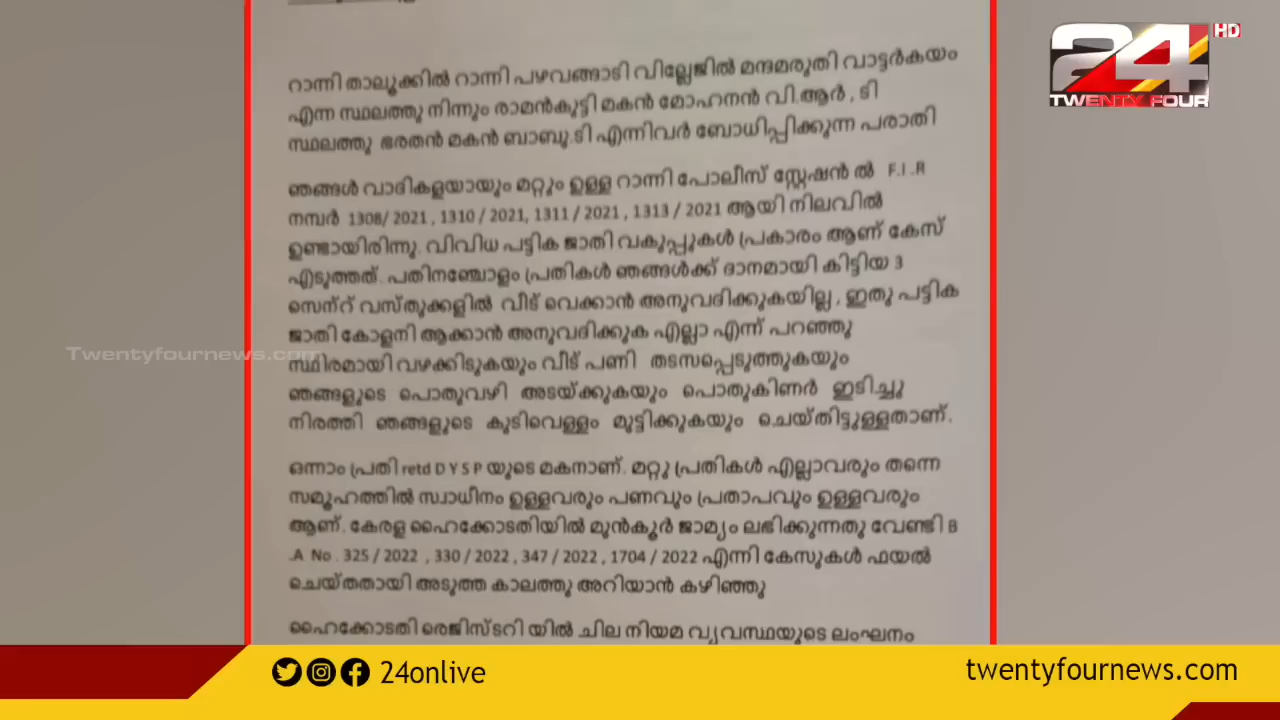 24 HD
TWENTY FOUR
റാന്നി താലൂക്കിൽ റാന്നി പഴവങ്ങാടി വില്ലേജിൽ മന്ദമരുതി വാട്ടർകയം
എന്ന സ്ഥലത്തു നിന്നും രാമൻകുട്ടി മകൻ മോഹനൻ വി.ആർ , ടി
സ്ഥലത്തു ഭരതൻ മകൻ ബാബു.ടി എന്നിവർ ബോധിപ്പിക്കുന്ന പരാതി
ഞങ്ങൾ വാദികളയായും മറ്റും ഉള്ള റാന്നി പോലീസ് സ്റ്റേഷൻ ൽ F.I .R
നമ്പർ 1308/ 2021 , 1310 / 2021, 1311 / 2021 , 1313 / 2021 ആയി നിലവിൽ
ഉണ്ടായിരിന്നു. വിവിധ പട്ടിക ജാതി വകുപ്പുകൾ പ്രകാരം ആണ് കേസ്
എടുത്തത്. പതിനഞ്ചോളം പ്രതികൾ ഞങ്ങൾക്ക് ദാനമായി കിട്ടിയ 3
സെന്റ് വസ്തുക്കളിൽ വീട് വെക്കാൻ അനുവദിക്കുകയില്ല , ഇതു പട്ടിക
ജാതി കോളനി ആക്കാൻ അനുവദിക്കുക എല്ലാ എന്ന് പറഞ്ഞു
Twentyfournews.com
സ്ഥിരമായി വഴക്കിടുകയും വീട് പണി തടസപ്പെടുത്തുകയും
ഞങ്ങളുടെ പൊതുവഴി അടയ്ക്കുകയും പൊതുകിണർ ഇടിച്ചു
നിരത്തി ഞങ്ങളുടെ കുടിവെള്ളം മുട്ടിക്കുകയും ചെയ്തിട്ടുള്ളതാണ്.
ഒന്നാം പ്രതി retd D Y S P യുടെ മകനാണ്. മറ്റു പ്രതികൾ എല്ലാവരും തന്നെ
സമൂഹത്തിൽ സ്വാധീനം ഉള്ളവരും പണവും പ്രതാപവും ഉള്ളവരും
ആണ്. കേരള ഹൈക്കോടതിയിൽ മുൻകൂർ ജാമ്യം ലഭിക്കുന്നതു വേണ്ടി B
.A No . 325 / 2022 , 330 / 2022 , 347 / 2022 , 1704 / 2022 എന്നി കേസുകൾ ഫയൽ
ചെയ്തതായി അടുത്ത കാലത്തു അറിയാൻ കഴിഞ്ഞു
ഹൈക്കോടതി രെജിസ്ടറി യിൽ ചില നിയമ വ്യവസ്ഥയുടെ ലംഘനം
24onlive
twentyfournews.com